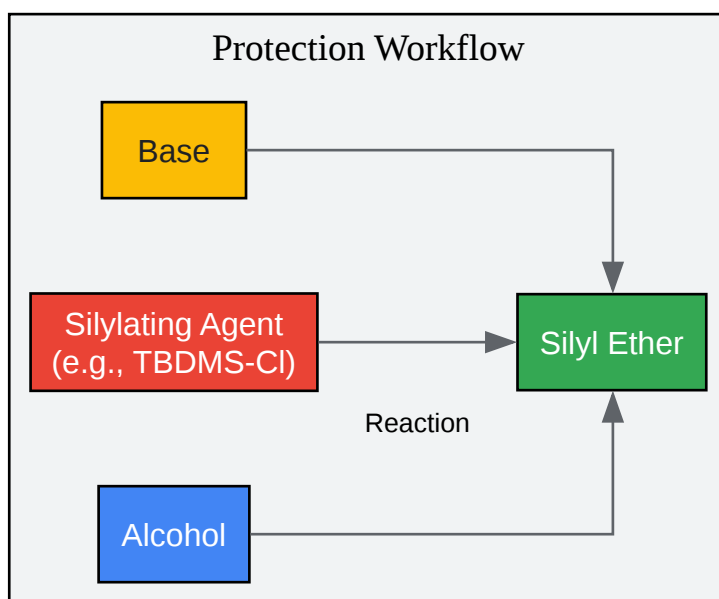 Protection Workflow
Base
Silylating Agent
(e.g., TBDMS-Cl)
Silyl Ether
Reaction
Alcohol